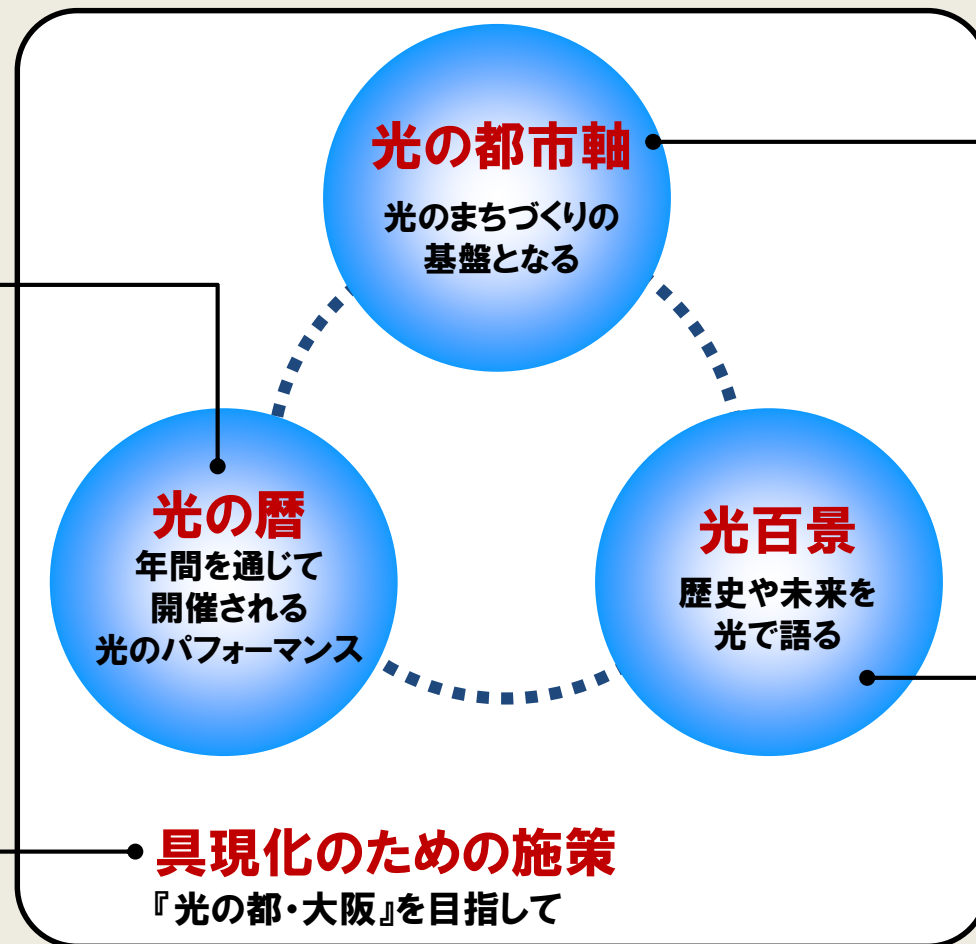 光の都市軸
光のまちづくりの
基盤となる
光の暦
年間を通じて
開催される
光のパフォーマンス
光百景
歴史や未来を
光で語る
具現化のための施策
『光の都・大阪』を目指して